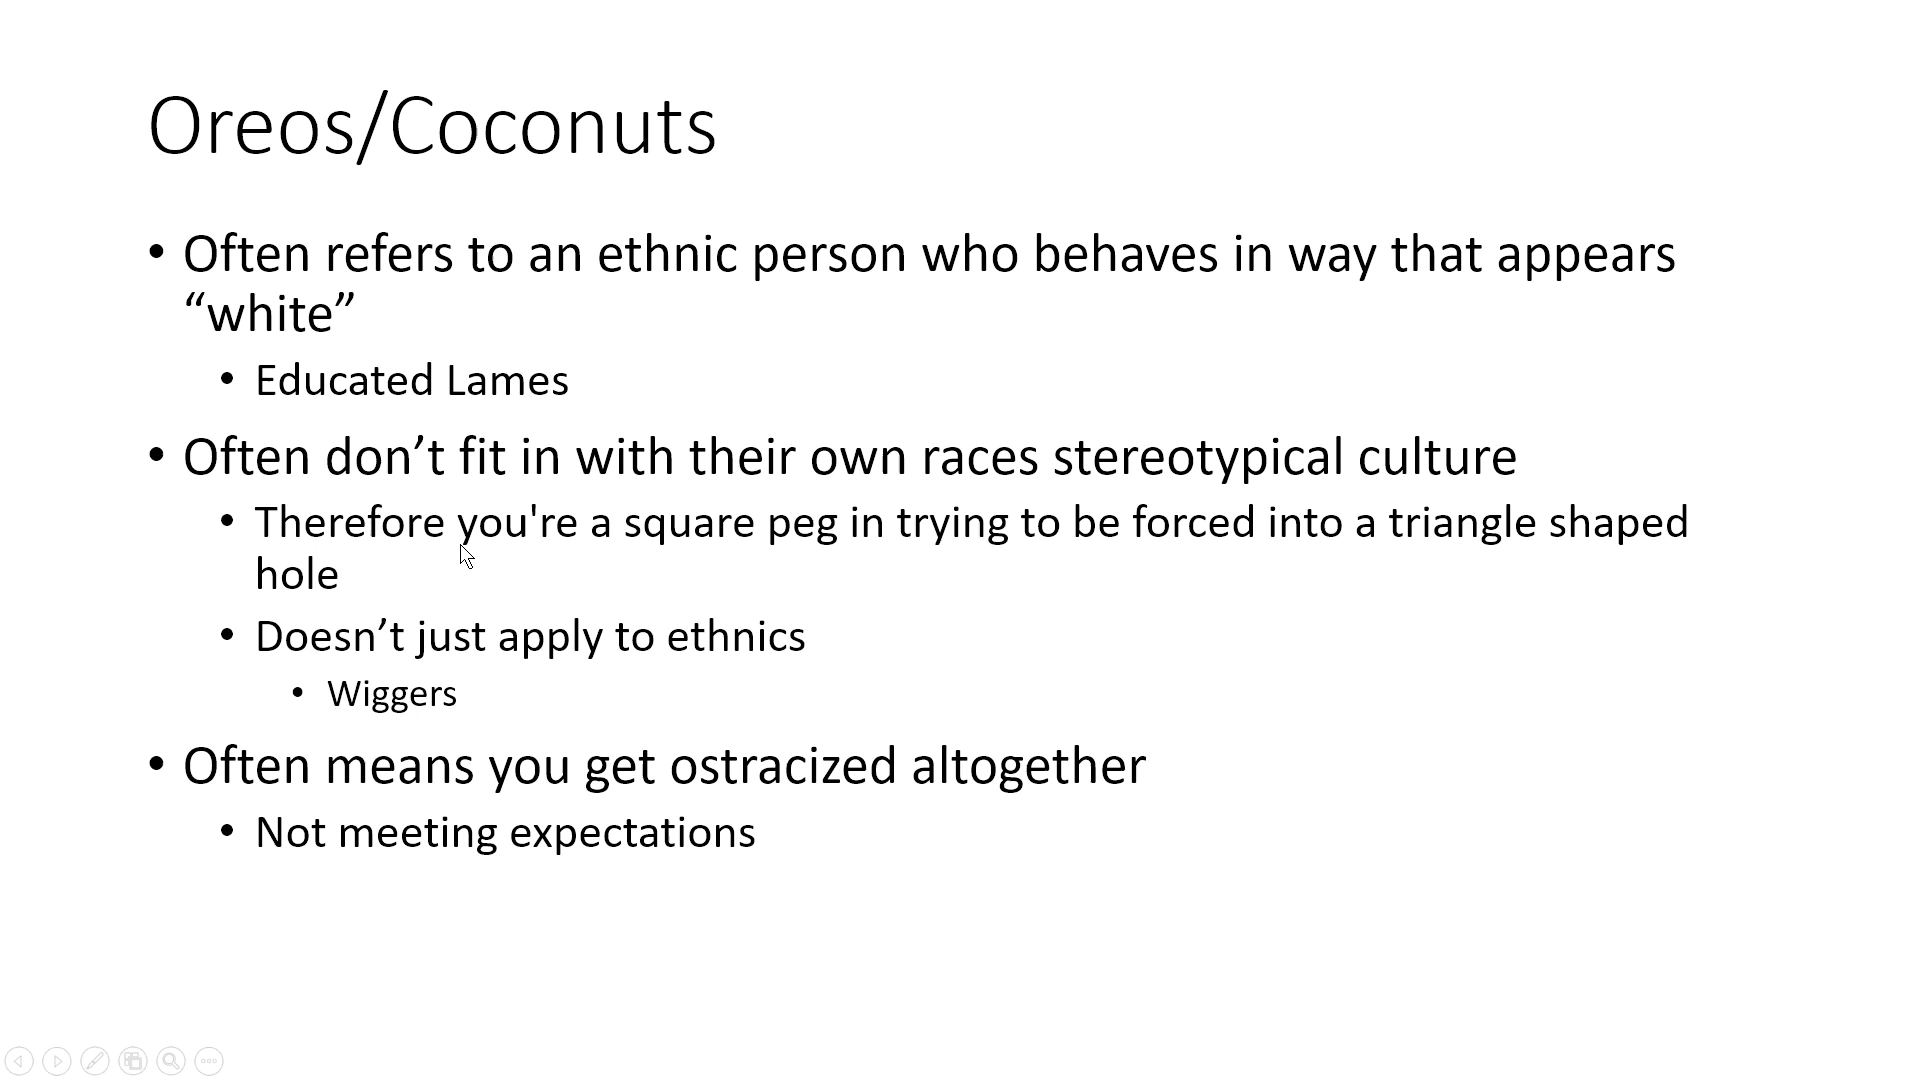 Oreos/Coconuts
• Often refers to an ethnic person who behaves in way that appears
“white”
• Educated Lames
• Often don’t fit in with their own races stereotypical culture
• Therefore you're a square peg in trying to be forced into a triangle shaped
hole
• Doesn’t just apply to ethnics
• Wiggers
• Often means you get ostracized altogether
• Not meeting expectations